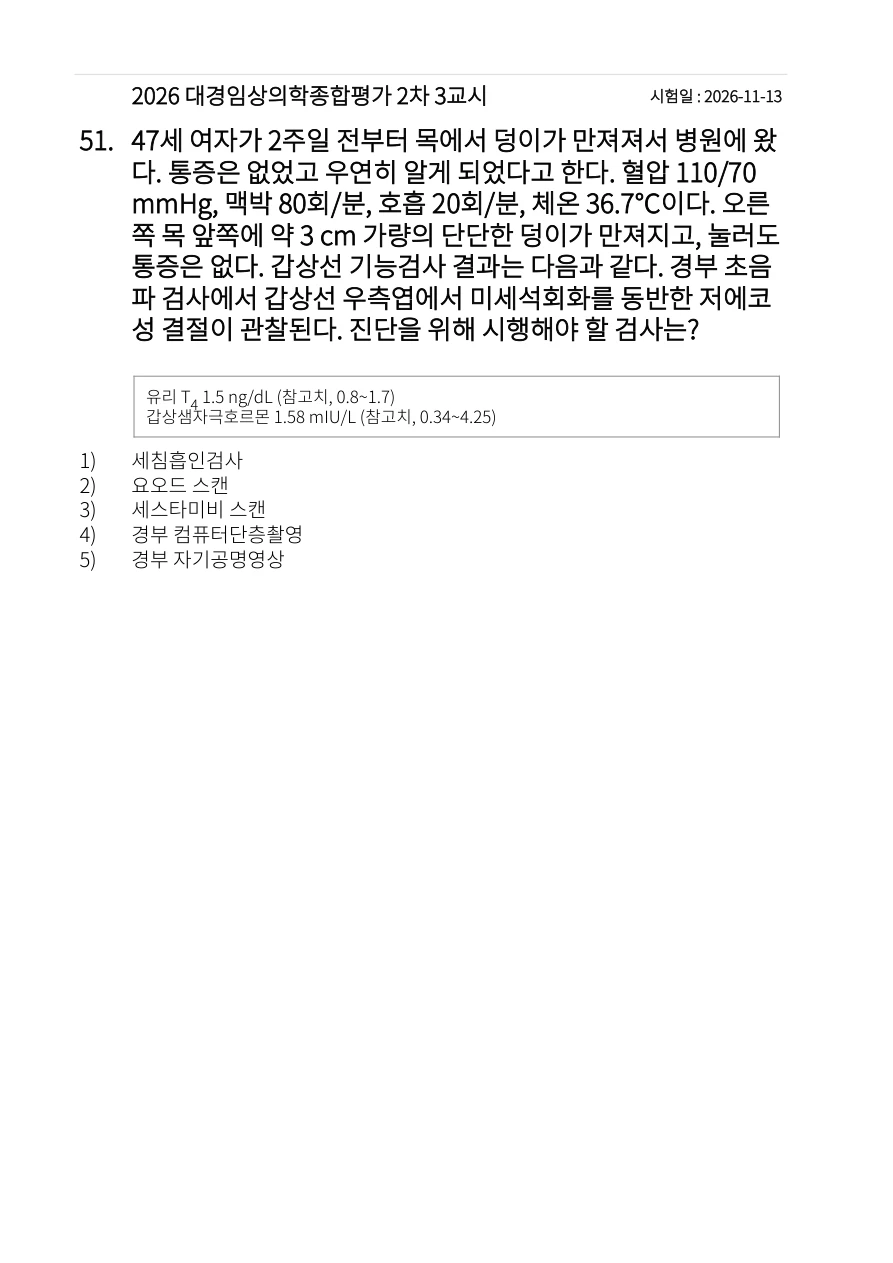 2026 대경임상의학종합평가 2차 3교시
시험일 : 2026-11-13
51. 47세 여자가 2주일 전부터 목에서 덩이가 만져져서 병원에 왔
다. 통증은 없었고 우연히 알게 되었다고 한다. 혈압 110/70
mmHg, 맥박 80회/분, 호흡 20회/분, 체온 36.7℃이다. 오른
쪽 목 앞쪽에 약 3 cm 가량의 단단한 덩이가 만져지고, 눌러도
통증은 없다. 갑상선 기능검사 결과는 다음과 같다. 경부 초음
파 검사에서 갑상선 우측엽에서 미세석회화를 동반한 저에코
성 결절이 관찰된다. 진단을 위해 시행해야 할 검사는?
유리 T4 1.5 ng/dL (참고치, 0.8~1.7)
갑상샘자극호르몬 1.58 mIU/L (참고치, 0.34~4.25)
1) 세침흡인검사
2) 요오드 스캔
3) 세스타미비 스캔
4) 경부 컴퓨터단층촬영
5) 경부 자기공명영상